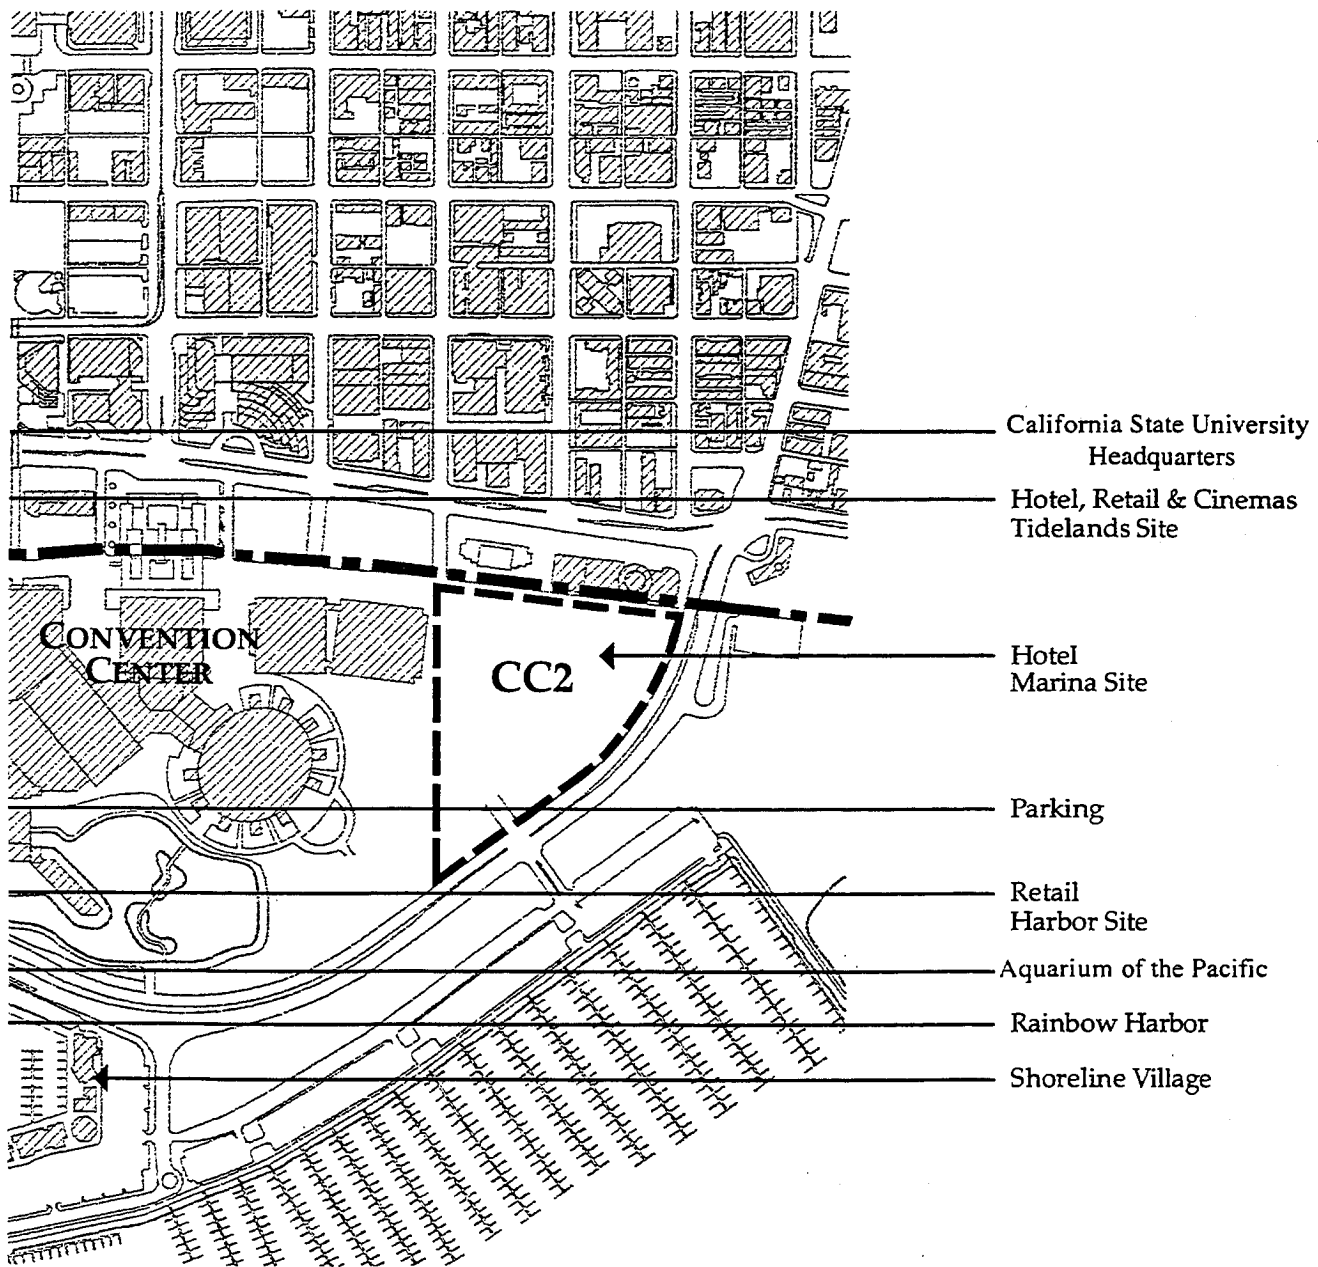 California State University
Headquarters
Hotel, Retail & Cinemas
Tidelands Site
CONVENTION
CENTER
CC2
Hotel
Marina Site
Parking
Retail
Harbor Site
Aquarium of the Pacific
Rainbow Harbor
Shoreline Village